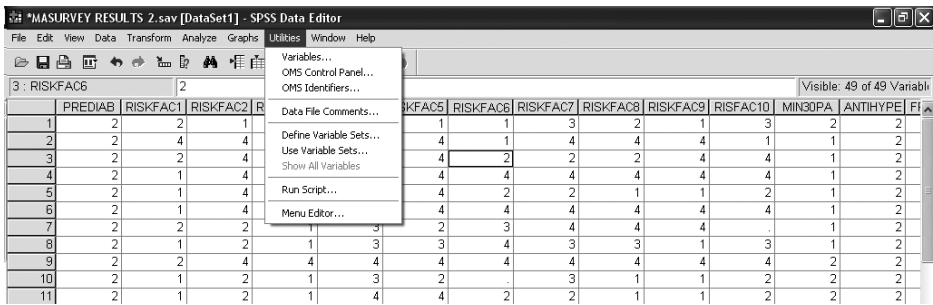 *MASURVEY RESULTS 2.sav [DataSet1] - SPSS Data Editor
File Edit View Data Transform Analyze Graphs Utilities Window Help
Variables...
OMS Control Panel...
OMS Identifiers...
Data File Comments...
Define Variable Sets...
Use Variable Sets...
Show All Variables
Run Script...
Menu Editor...
3 : RISKFAC6 2 Visible: 49 of 49 Variable
PREDIAB RISKFAC1 RISKFAC2 R KFAC5 RISKFAC6 RISKFAC7 RISKFAC8 RISKFAC9 RISFAC10 MIN30PA ANTIHYPE
1 2 2 1 1 1 3 2 1 3 2 2
2 2 4 4 4 1 4 4 4 1 1 2
3 2 2 4 4 2 2 2 4 4 1 2
4 2 1 4 4 4 4 4 4 4 1 2
5 2 1 4 4 2 2 1 1 2 1 2
6 2 1 4 4 4 4 4 4 4 1 2
7 2 2 2 1 3 2 3 4 4 4 . 1 2
8 2 1 2 1 3 3 4 3 3 1 3 1 2
9 2 2 4 4 4 4 4 4 4 4 4 2 2
10 2 1 2 1 3 2 . 3 1 1 2 2 2
11 2 1 2 1 4 4 2 2 1 1 2 2 2